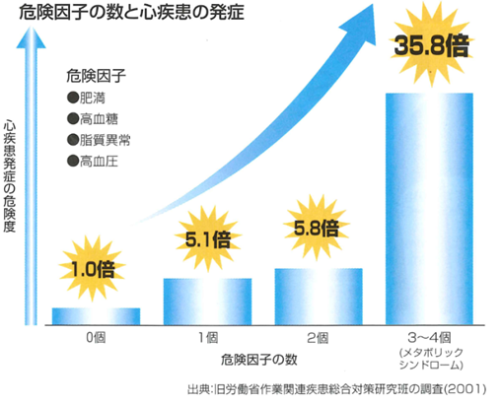 危険因子の数と心疾患の発症
35.8倍
危険因子
●肥満
●高血糖
●脂質異常
●高血圧
心疾患発症の危険度
1.0倍
5.1倍
5.8倍
0個
1個
2個
3〜4個
(メタボリック
シンドローム)
危険因子の数
出典:旧労働省作業関連疾患総合対策研究班の調査(2001)